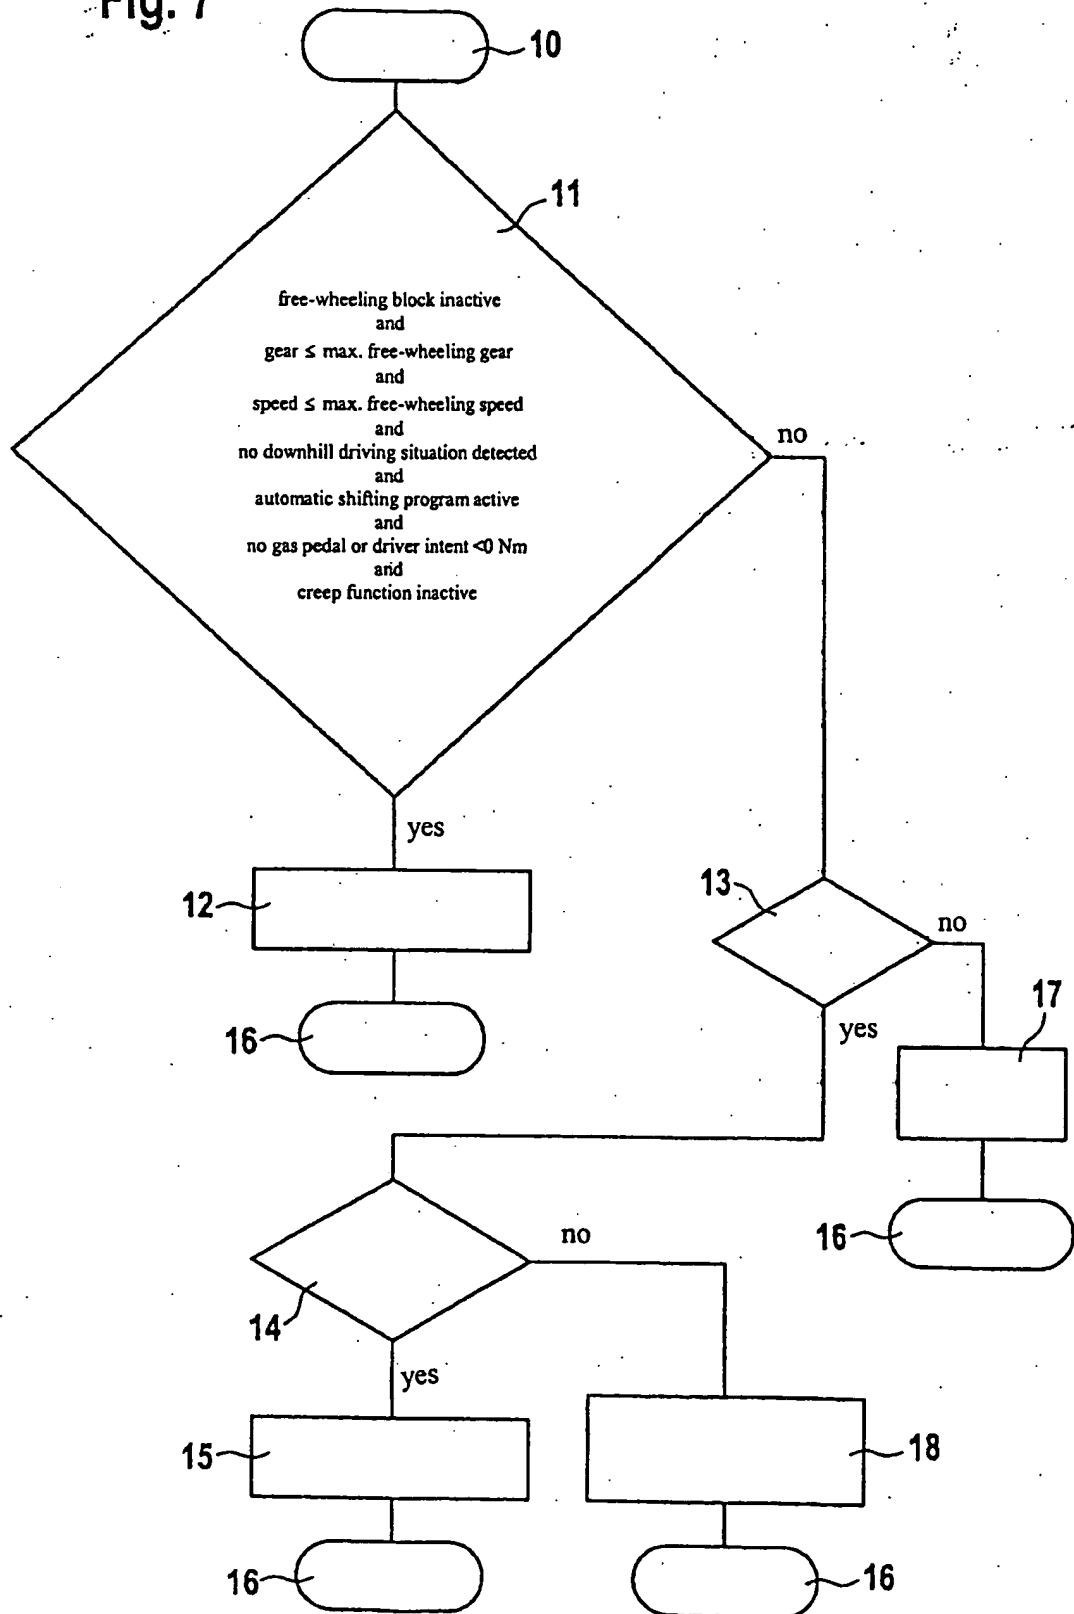 Fig. 7
10
11
free-wheeling block inactive
and
gear ≤ max. free-wheeling gear
and
speed ≤ max. free-wheeling speed
and
no downhill driving situation detected
and
automatic shifting program active
and
no gas pedal or driver intent <0 Nm
and
creep function inactive
no
yes
12
13
no
17
16
yes
16
no
14
yes
15
18
16
16